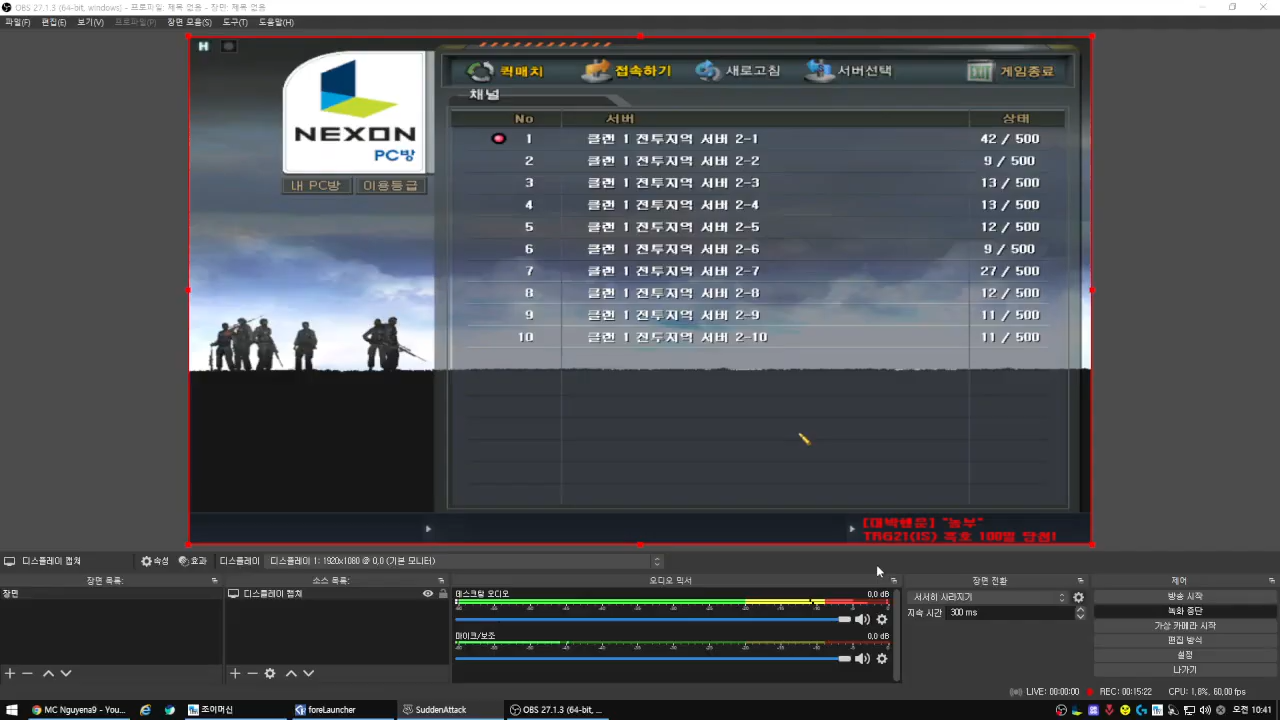 OBS 27.1.3 (64-bit, windows) - 프로파일: 제목 없음 - 장면: 제목 없음
파일(F) 편집(E) 보기(V) 프로파일(P) 장면 모음(S) 도구(T) 도움말(H)
NEXON
PC방
내 PC방 이용등급
퀵매치 접속하기 새로고침 서버선택 게임종료
채널
No 서버 상태
1 클랜 1 전투지역 서버 2-1 42 / 500
2 클랜 1 전투지역 서버 2-2 9 / 500
3 클랜 1 전투지역 서버 2-3 13 / 500
4 클랜 1 전투지역 서버 2-4 13 / 500
5 클랜 1 전투지역 서버 2-5 12 / 500
6 클랜 1 전투지역 서버 2-6 9 / 500
7 클랜 1 전투지역 서버 2-7 27 / 500
8 클랜 1 전투지역 서버 2-8 12 / 500
9 클랜 1 전투지역 서버 2-9 11 / 500
10 클랜 1 전투지역 서버 2-10 11 / 500
[대박행운] "농부"
TRG21(IS) 폭호 100발 당첨!
디스플레이 캡쳐 속성 효과 디스플레이 디스플레이 1: 1920x1080 @ 0,0 (기본 모니터)
장면 목록: 소스 목록: 오디오 믹서 장면 전환 제어
장면
디스플레이 캡쳐
데스크탑 오디오 0.0 dB
마이크/보조 0.0 dB
서서히 사라지기
지속 시간 300 ms
방송 시작
녹화 중단
가상 카메라 시작
편집 방식
설정
나가기
LIVE: 00:00:00 REC: 00:15:22 CPU: 1,8%, 60,00 fps
MC Nguyena9 - You... 조이머신 foreLauncher SuddenAttack OBS 27.1.3 (64-bit, ... 오전 10:41